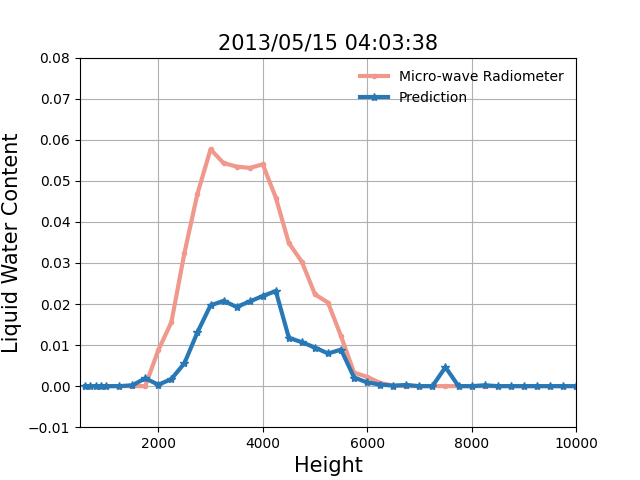 2013/05/15 04:03:38
Micro-wave Radiometer
Prediction
0.08
0.07
0.06
0.05
0.04
0.03
0.02
0.01
0.00
−0.01
Liquid Water Content
2000 4000 6000 8000 10000
Height